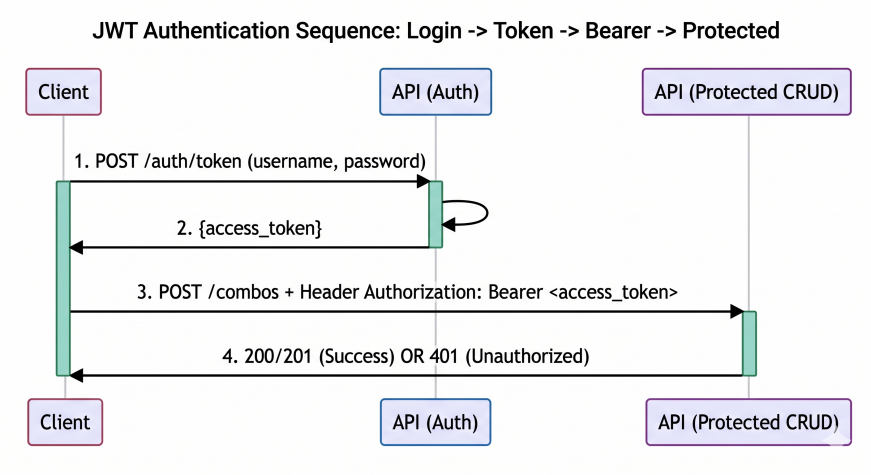 JWT Authentication Sequence: Login -> Token -> Bearer -> Protected
Client
API (Auth)
API (Protected CRUD)
1. POST /auth/token (username, password)
2. {access_token}
3. POST /combos + Header Authorization: Bearer <access_token>
4. 200/201 (Success) OR 401 (Unauthorized)
Client
API (Auth)
API (Protected CRUD)